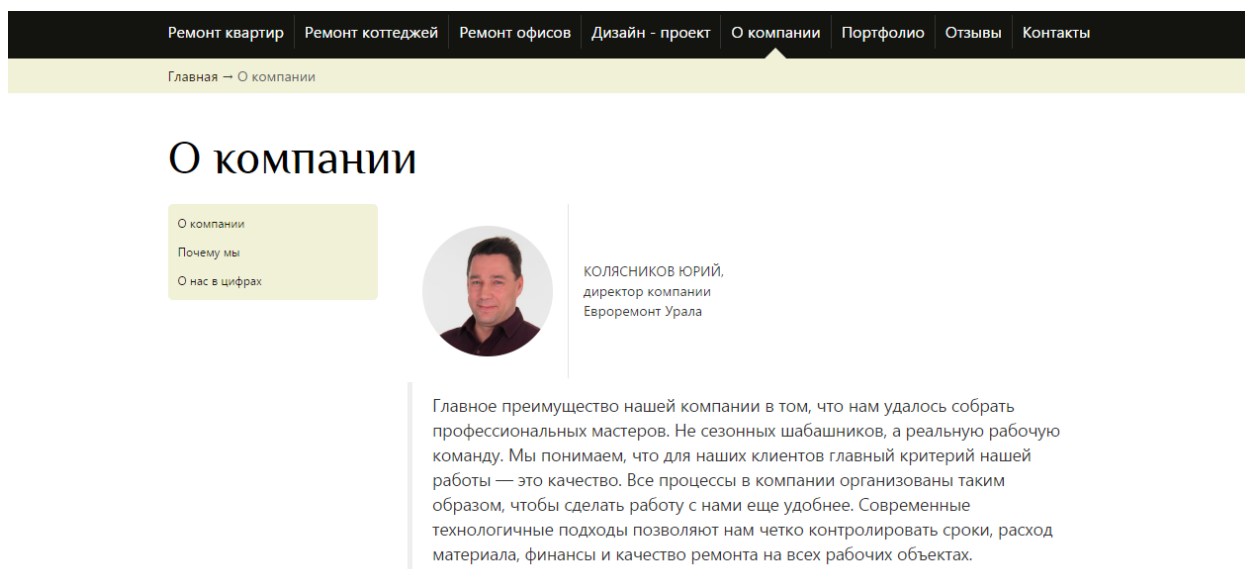 Ремонт квартир Ремонт коттеджей Ремонт офисов Дизайн - проект О компании Портфолио Отзывы Контакты
Главная → О компании
О компании
О компании
Почему мы
О нас в цифрах
КОЛЯСНИКОВ ЮРИЙ,
директор компании
Евроремонт Урала
Главное преимущество нашей компании в том, что нам удалось собрать
профессиональных мастеров. Не сезонных шабашников, а реальную рабочую
команду. Мы понимаем, что для наших клиентов главный критерий нашей
работы — это качество. Все процессы в компании организованы таким
образом, чтобы сделать работу с нами еще удобнее. Современные
технологичные подходы позволяют нам четко контролировать сроки, расход
материала, финансы и качество ремонта на всех рабочих объектах.